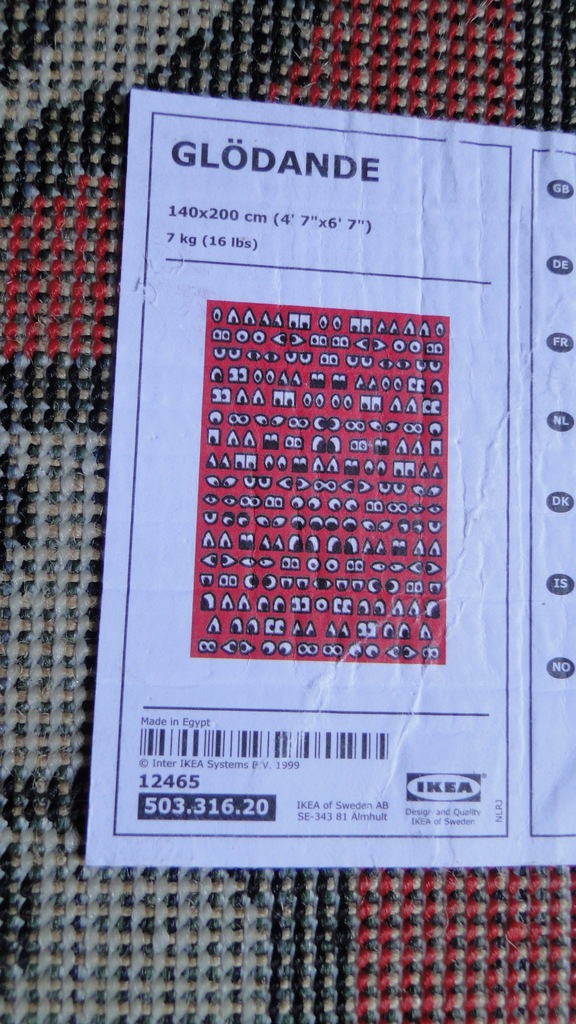 GLÖDANDE
140x200 cm (4' 7"x6' 7")
7 kg (16 lbs)
Made in Egypt
© Inter IKEA Systems B.V. 1999
12465
503.316.20
IKEA of Sweden AB
SE-343 81 Älmhult
IKEA®
Design and Quality
IKEA of Sweden
NLRJ
GB
DE
FR
NL
DK
IS
NO